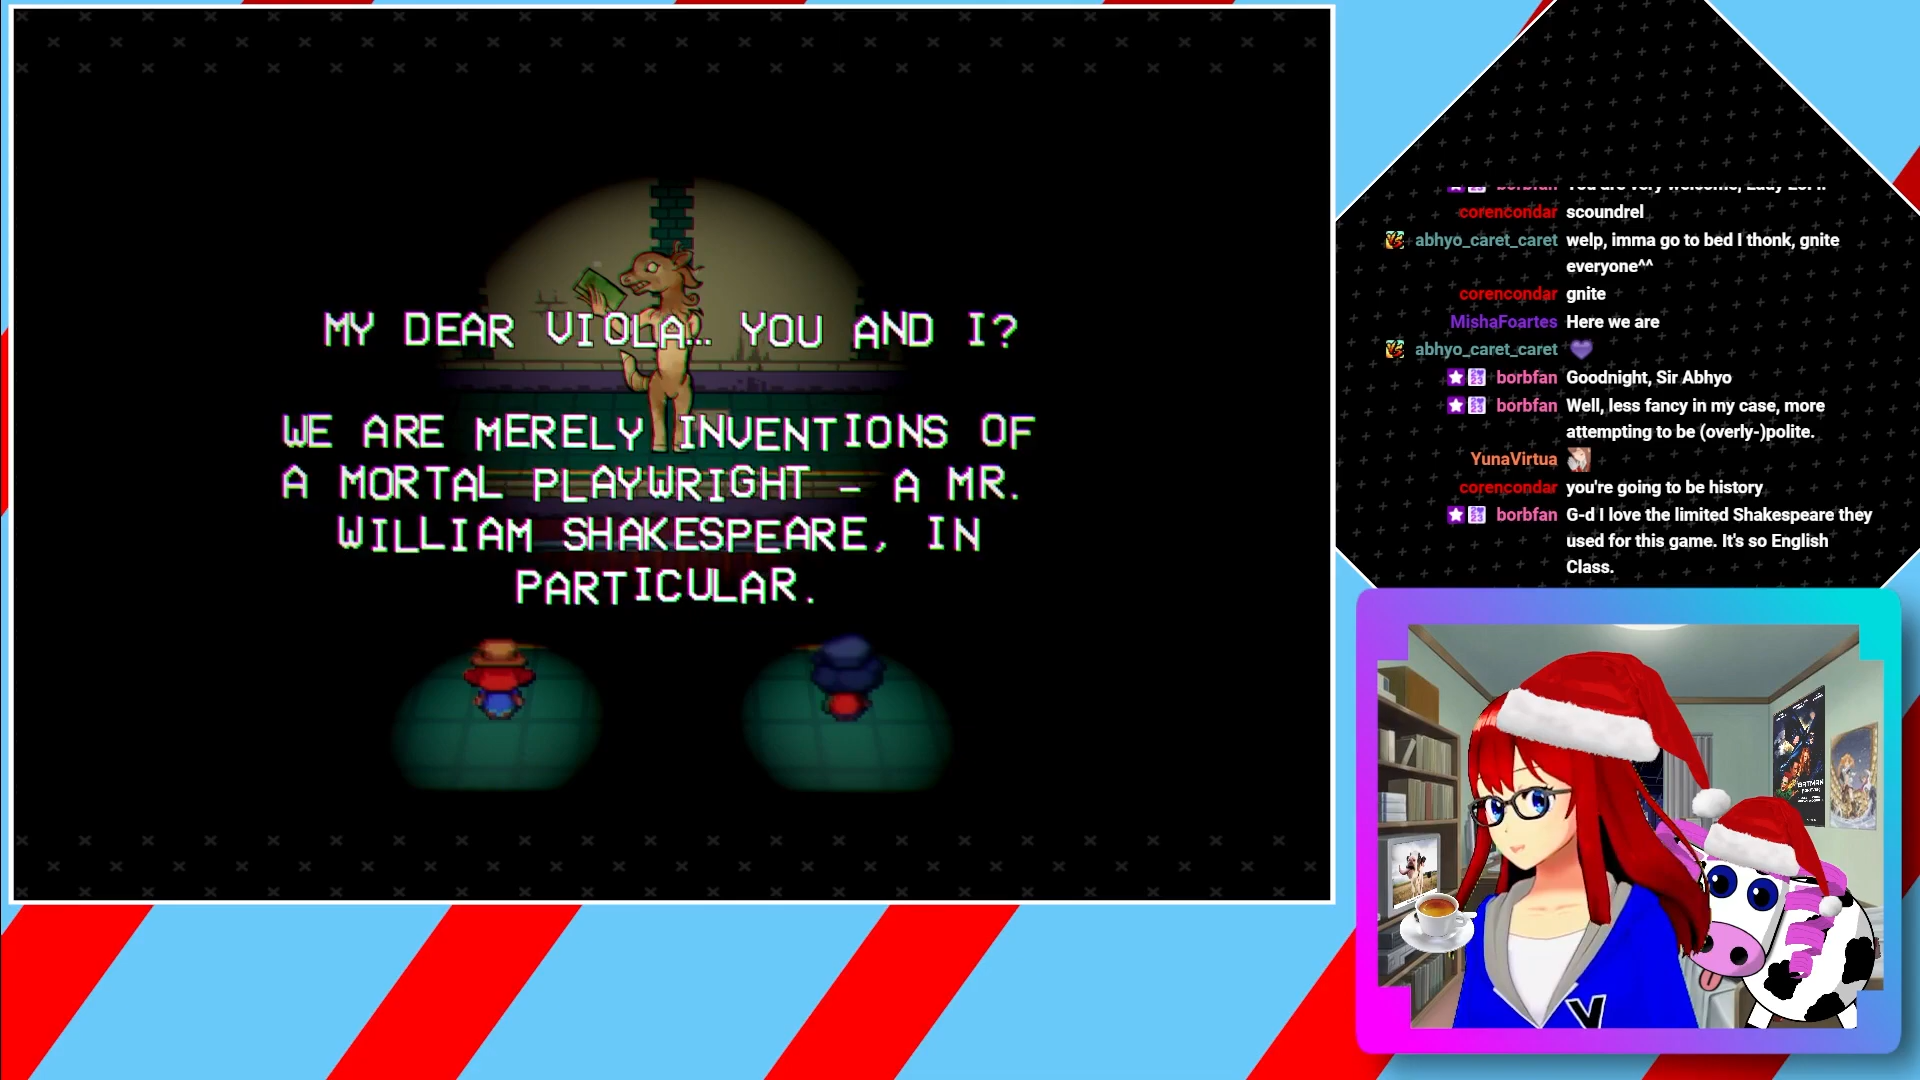 MY DEAR VIOLA... YOU AND I?
WE ARE MERELY INVENTIONS OF
A MORTAL PLAYWRIGHT - A MR.
WILLIAM SHAKESPEARE, IN
PARTICULAR.
corencondar scoundrel
abhyo_caret_caret welp, imma go to bed I thonk, gnite
everyone^^
corencondar gnite
MishaFoartes Here we are
abhyo_caret_caret
borbfan Goodnight, Sir Abhyo
borbfan Well, less fancy in my case, more
attempting to be (overly-)polite.
YunaVirtua
corencondar you're going to be history
borbfan G-d I love the limited Shakespeare they
used for this game. It's so English
Class.
BATMAN
V